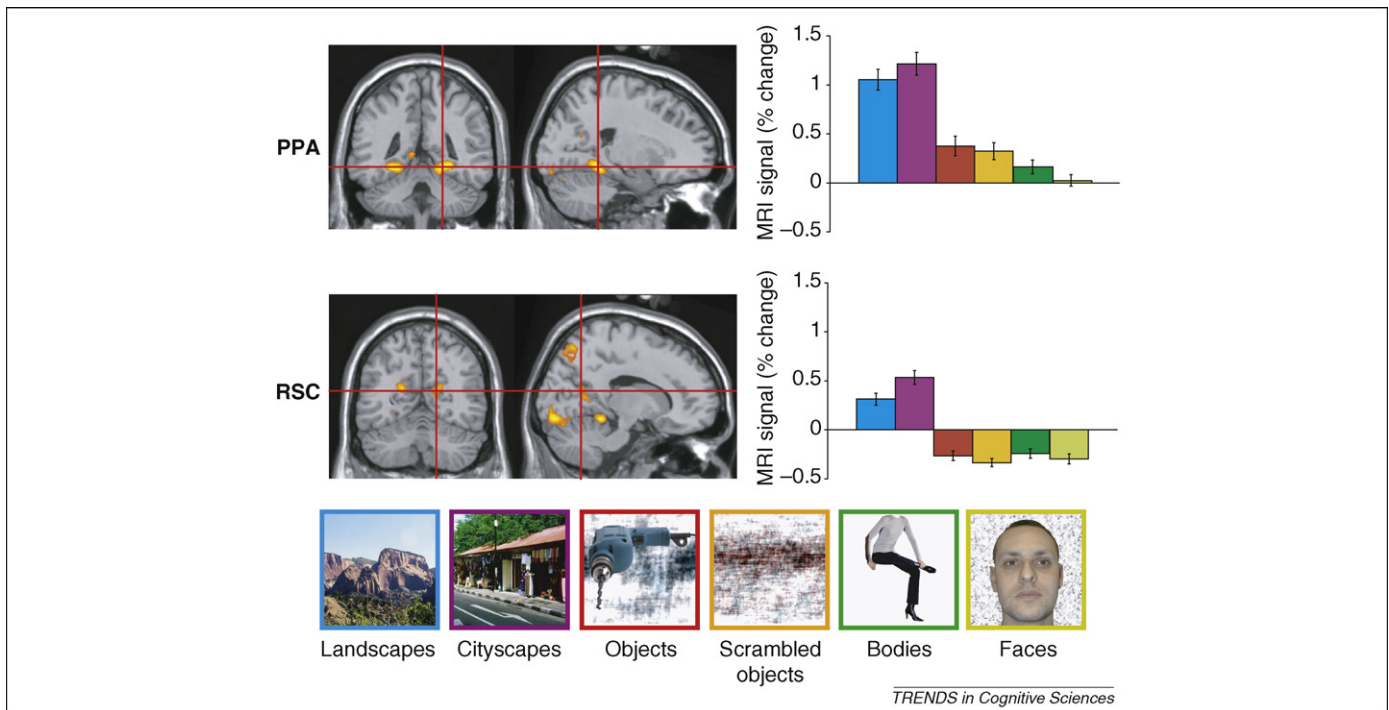 PPA
MRI signal (% change)
1.5
1
0.5
0
–0.5
RSC
MRI signal (% change)
1.5
1
0.5
0
–0.5
Landscapes
Cityscapes
Objects
Scrambled
objects
Bodies
Faces
TRENDS in Cognitive Sciences